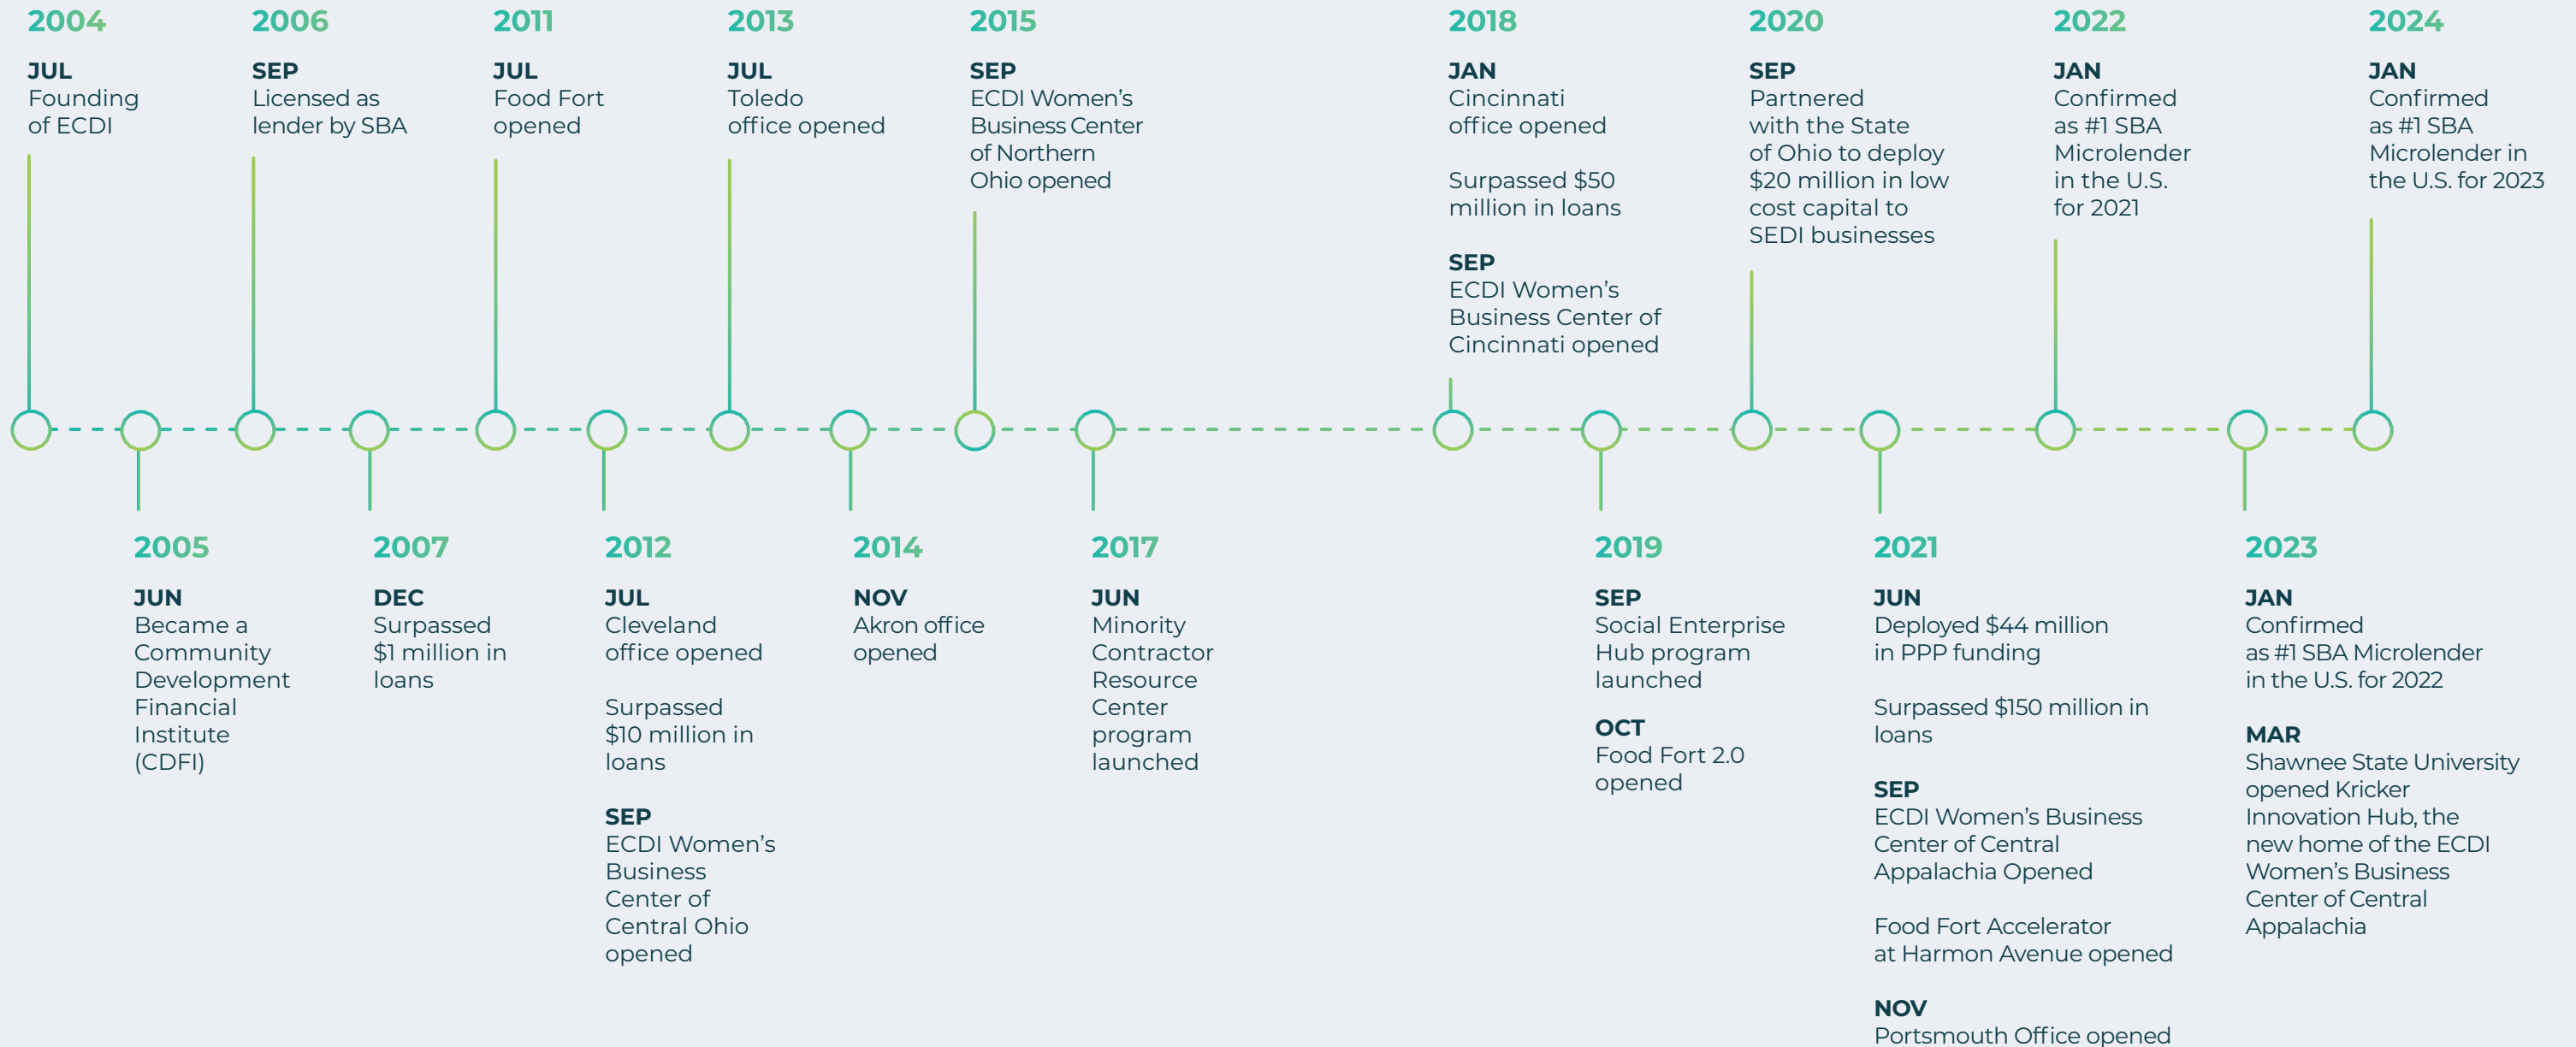 2004
JUL
Founding
of ECDI
2006
SEP
Licensed as
lender by SBA
2011
JUL
Food Fort
opened
2013
JUL
Toledo
office opened
2015
SEP
ECDI Women's
Business Center
of Northern
Ohio opened
2018
JAN
Cincinnati
office opened
Surpassed $50
million in loans
SEP
ECDI Women's
Business Center of
Cincinnati opened
2020
SEP
Partnered
with the State
of Ohio to deploy
$20 million in low
cost capital to
SEDI businesses
2022
JAN
Confirmed
as #1 SBA
Microlender
in the U.S.
for 2021
2024
JAN
Confirmed
as #1 SBA
Microlender in
the U.S. for 2023
2005
JUN
Became a
Community
Development
Financial
Institute
(CDFI)
2007
DEC
Surpassed
$1 million in
loans
2012
JUL
Cleveland
office opened
Surpassed
$10 million in
loans
SEP
ECDI Women's
Business
Center of
Central Ohio
opened
2014
NOV
Akron office
opened
2017
JUN
Minority
Contractor
Resource
Center
program
launched
2019
SEP
Social Enterprise
Hub program
launched
OCT
Food Fort 2.0
opened
2021
JUN
Deployed $44 million
in PPP funding
Surpassed $150 million in
loans
SEP
ECDI Women's Business
Center of Central
Appalachia Opened
Food Fort Accelerator
at Harmon Avenue opened
NOV
Portsmouth Office opened
2023
JAN
Confirmed
as #1 SBA Microlender
in the U.S. for 2022
MAR
Shawnee State University
opened Kricker
Innovation Hub, the
new home of the ECDI
Women's Business
Center of Central
Appalachia